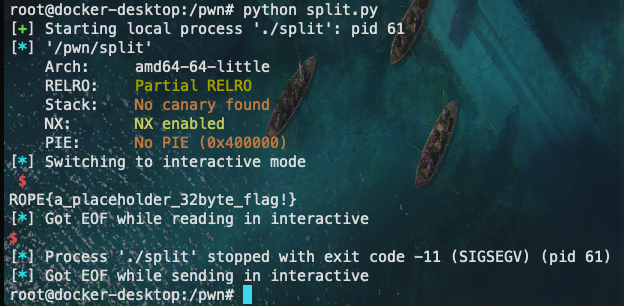 root@docker-desktop:/pwn# python split.py
[+] Starting local process './split': pid 61
[*] '/pwn/split'
    Arch:     amd64-64-little
    RELRO:    Partial RELRO
    Stack:    No canary found
    NX:       NX enabled
    PIE:      No PIE (0x400000)
[*] Switching to interactive mode
 $
ROPE{a_placeholder_32byte_flag!}
[*] Got EOF while reading in interactive
$
[*] Process './split' stopped with exit code -11 (SIGSEGV) (pid 61)
[*] Got EOF while sending in interactive
root@docker-desktop:/pwn#